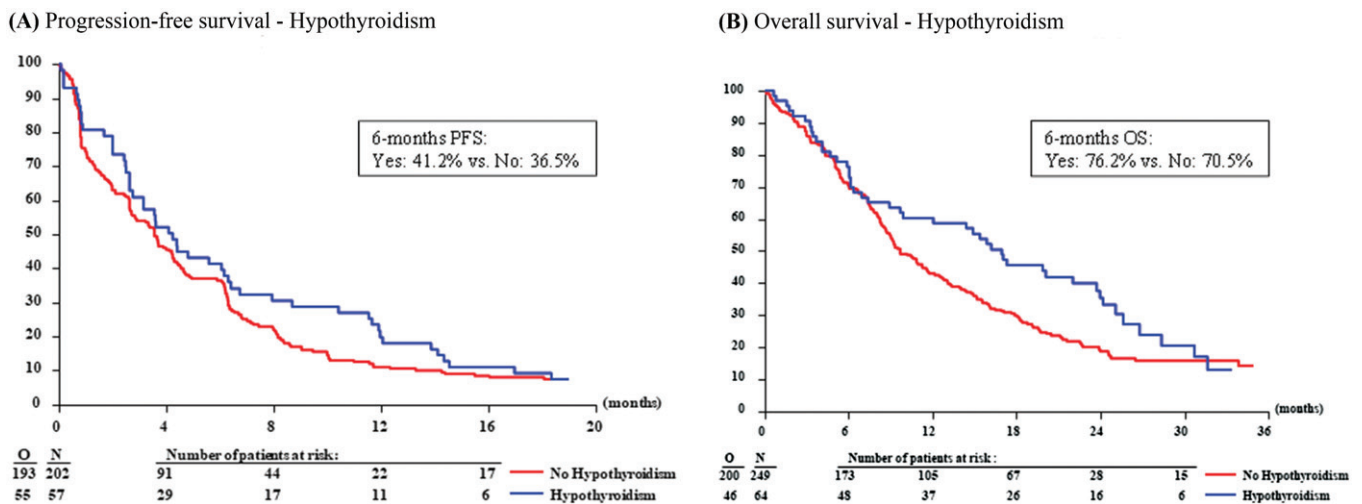 (A) Progression-free survival - Hypothyroidism
100
80
70
60
50
40
30
20
10
0
6-months PFS:
Yes: 41.2% vs. No: 36.5%
(months)
0 4 8 12 16 20
O N Number of patients at risk:
193 202 91 44 22 17 No Hypothyroidism
55 57 29 17 11 6 Hypothyroidism
(B) Overall survival - Hypothyroidism
100
90
80
70
60
50
40
30
20
10
0
6-months OS:
Yes: 76.2% vs. No: 70.5%
(months)
0 6 12 18 24 30 36
O N Number of patients at risk:
200 249 173 105 67 28 15 No Hypothyroidism
46 64 48 37 26 16 6 Hypothyroidism